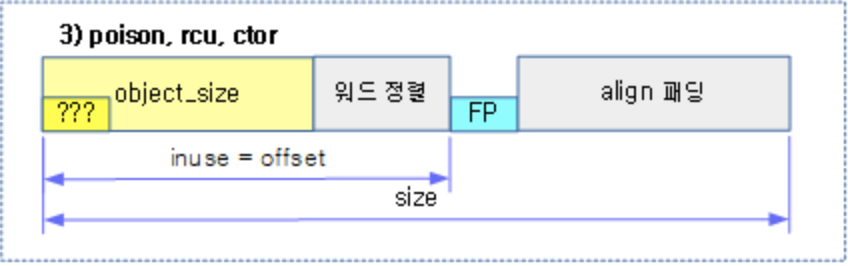 3) poison, rcu, ctor
object_size
워드 정렬
align 패딩
???
FP
inuse = offset
size